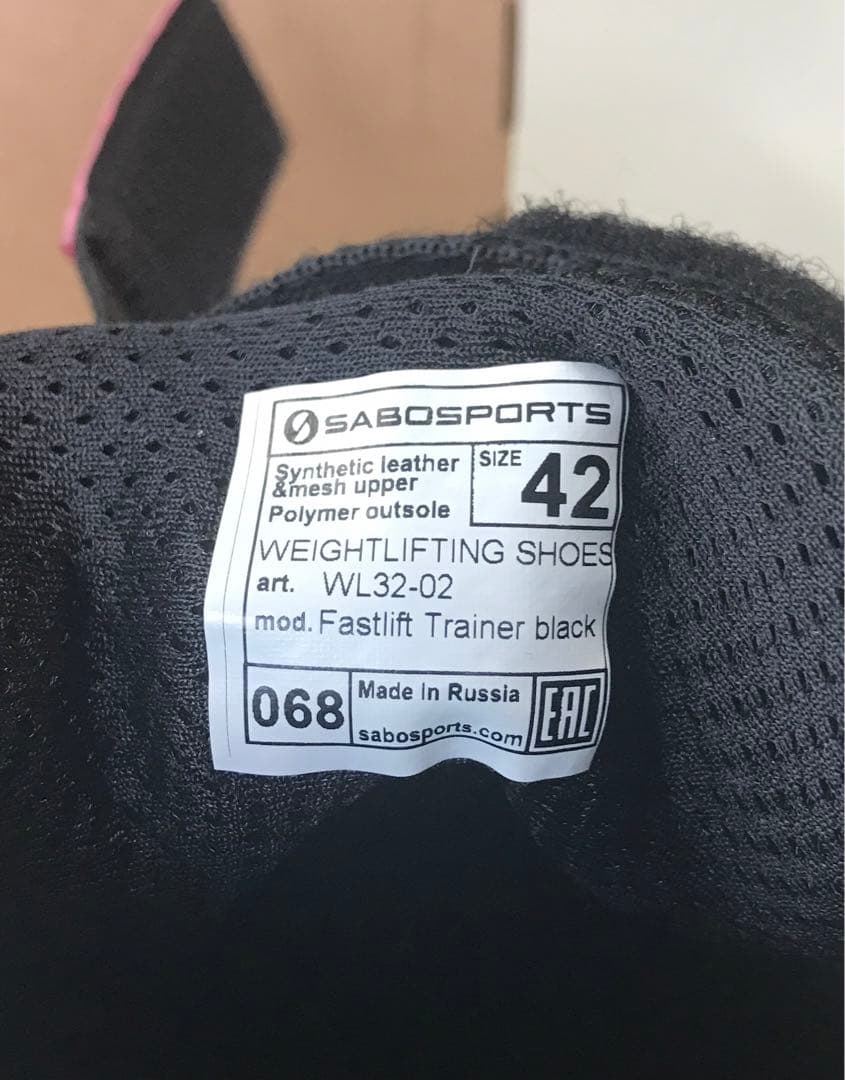 SABOSPORTS
Synthetic leather
&mesh upper
Polymer outsole
SIZE 42
WEIGHTLIFTING SHOES
art. WL32-02
mod. Fastlift Trainer black
068
Made In Russia
sabosports.com
EAC